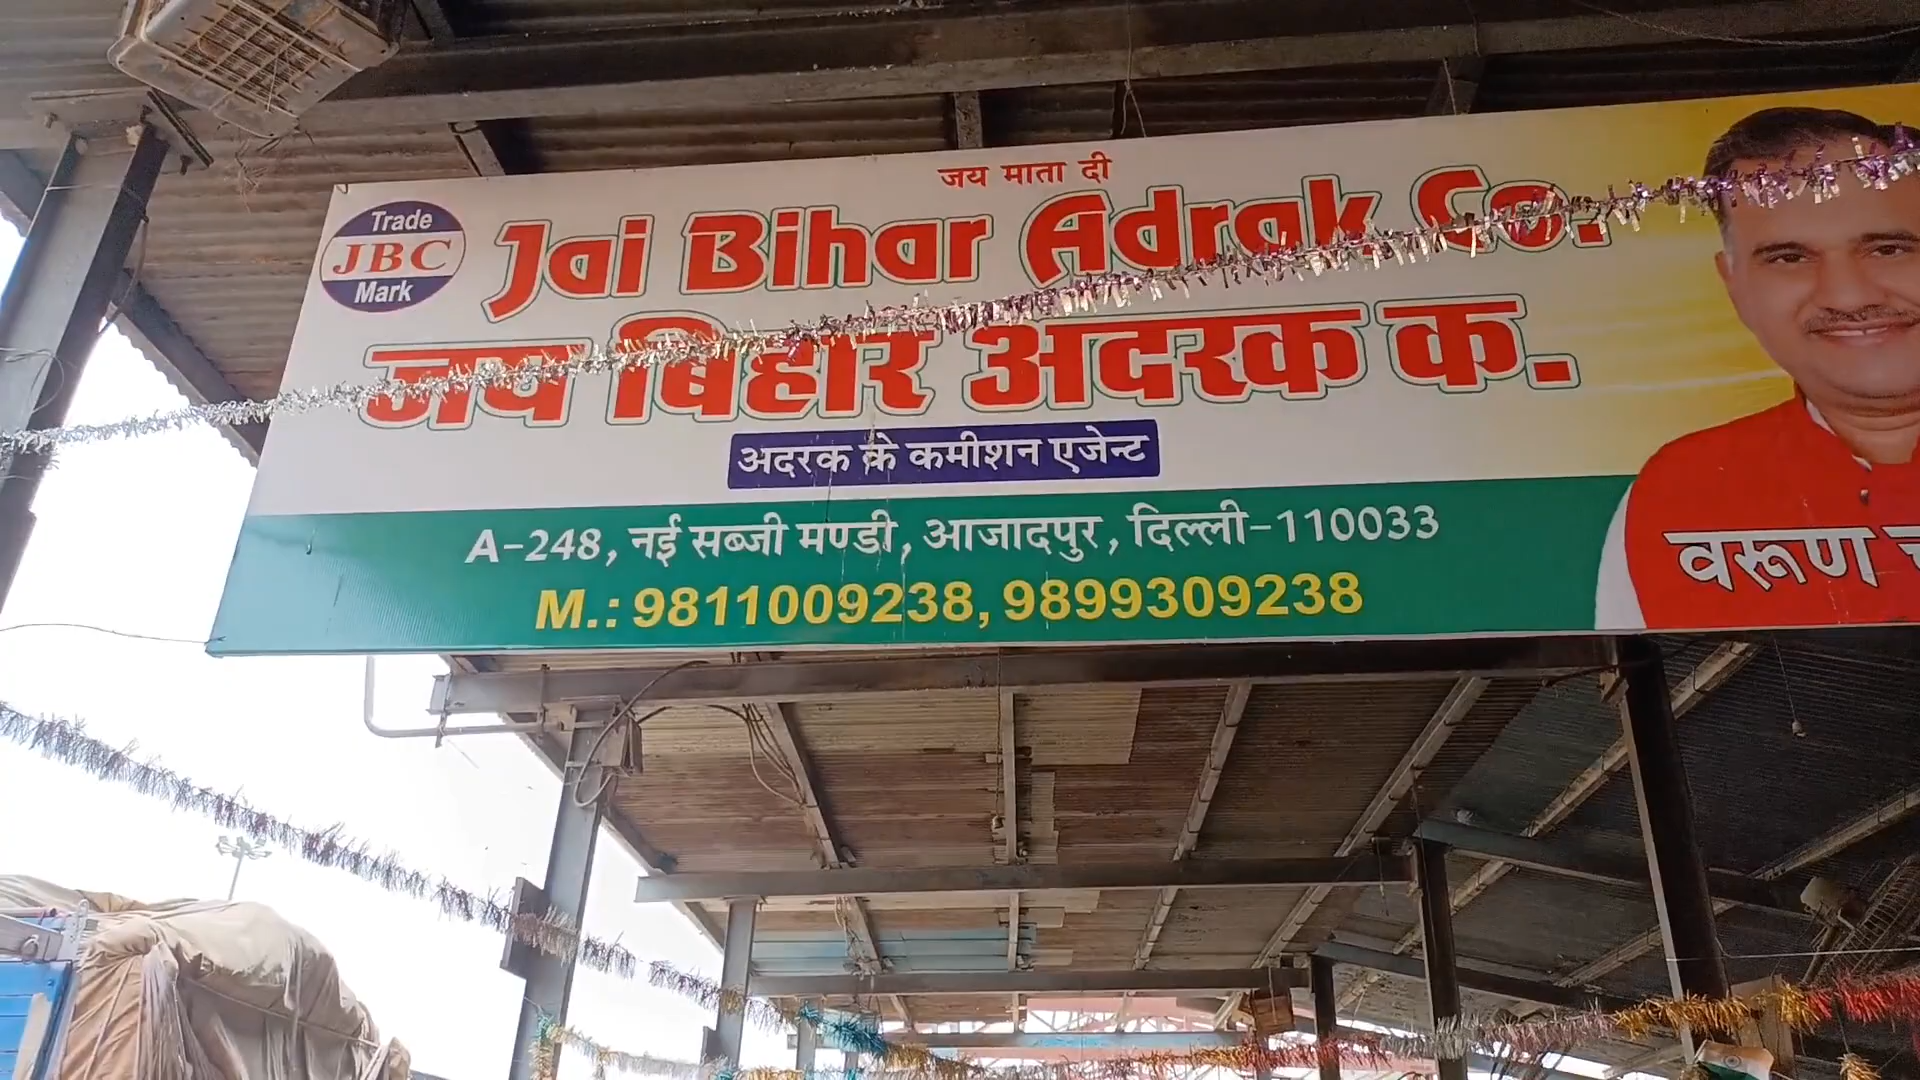 जय माता दी
Trade
JBC
Mark
Jai Bihar Adrak Co.
जय बिहार अदरक क.
अदरक के कमीशन एजेन्ट
A-248, नई सब्जी मण्डी, आजादपुर, दिल्ली-110033
M.: 9811009238, 9899309238
वरूण